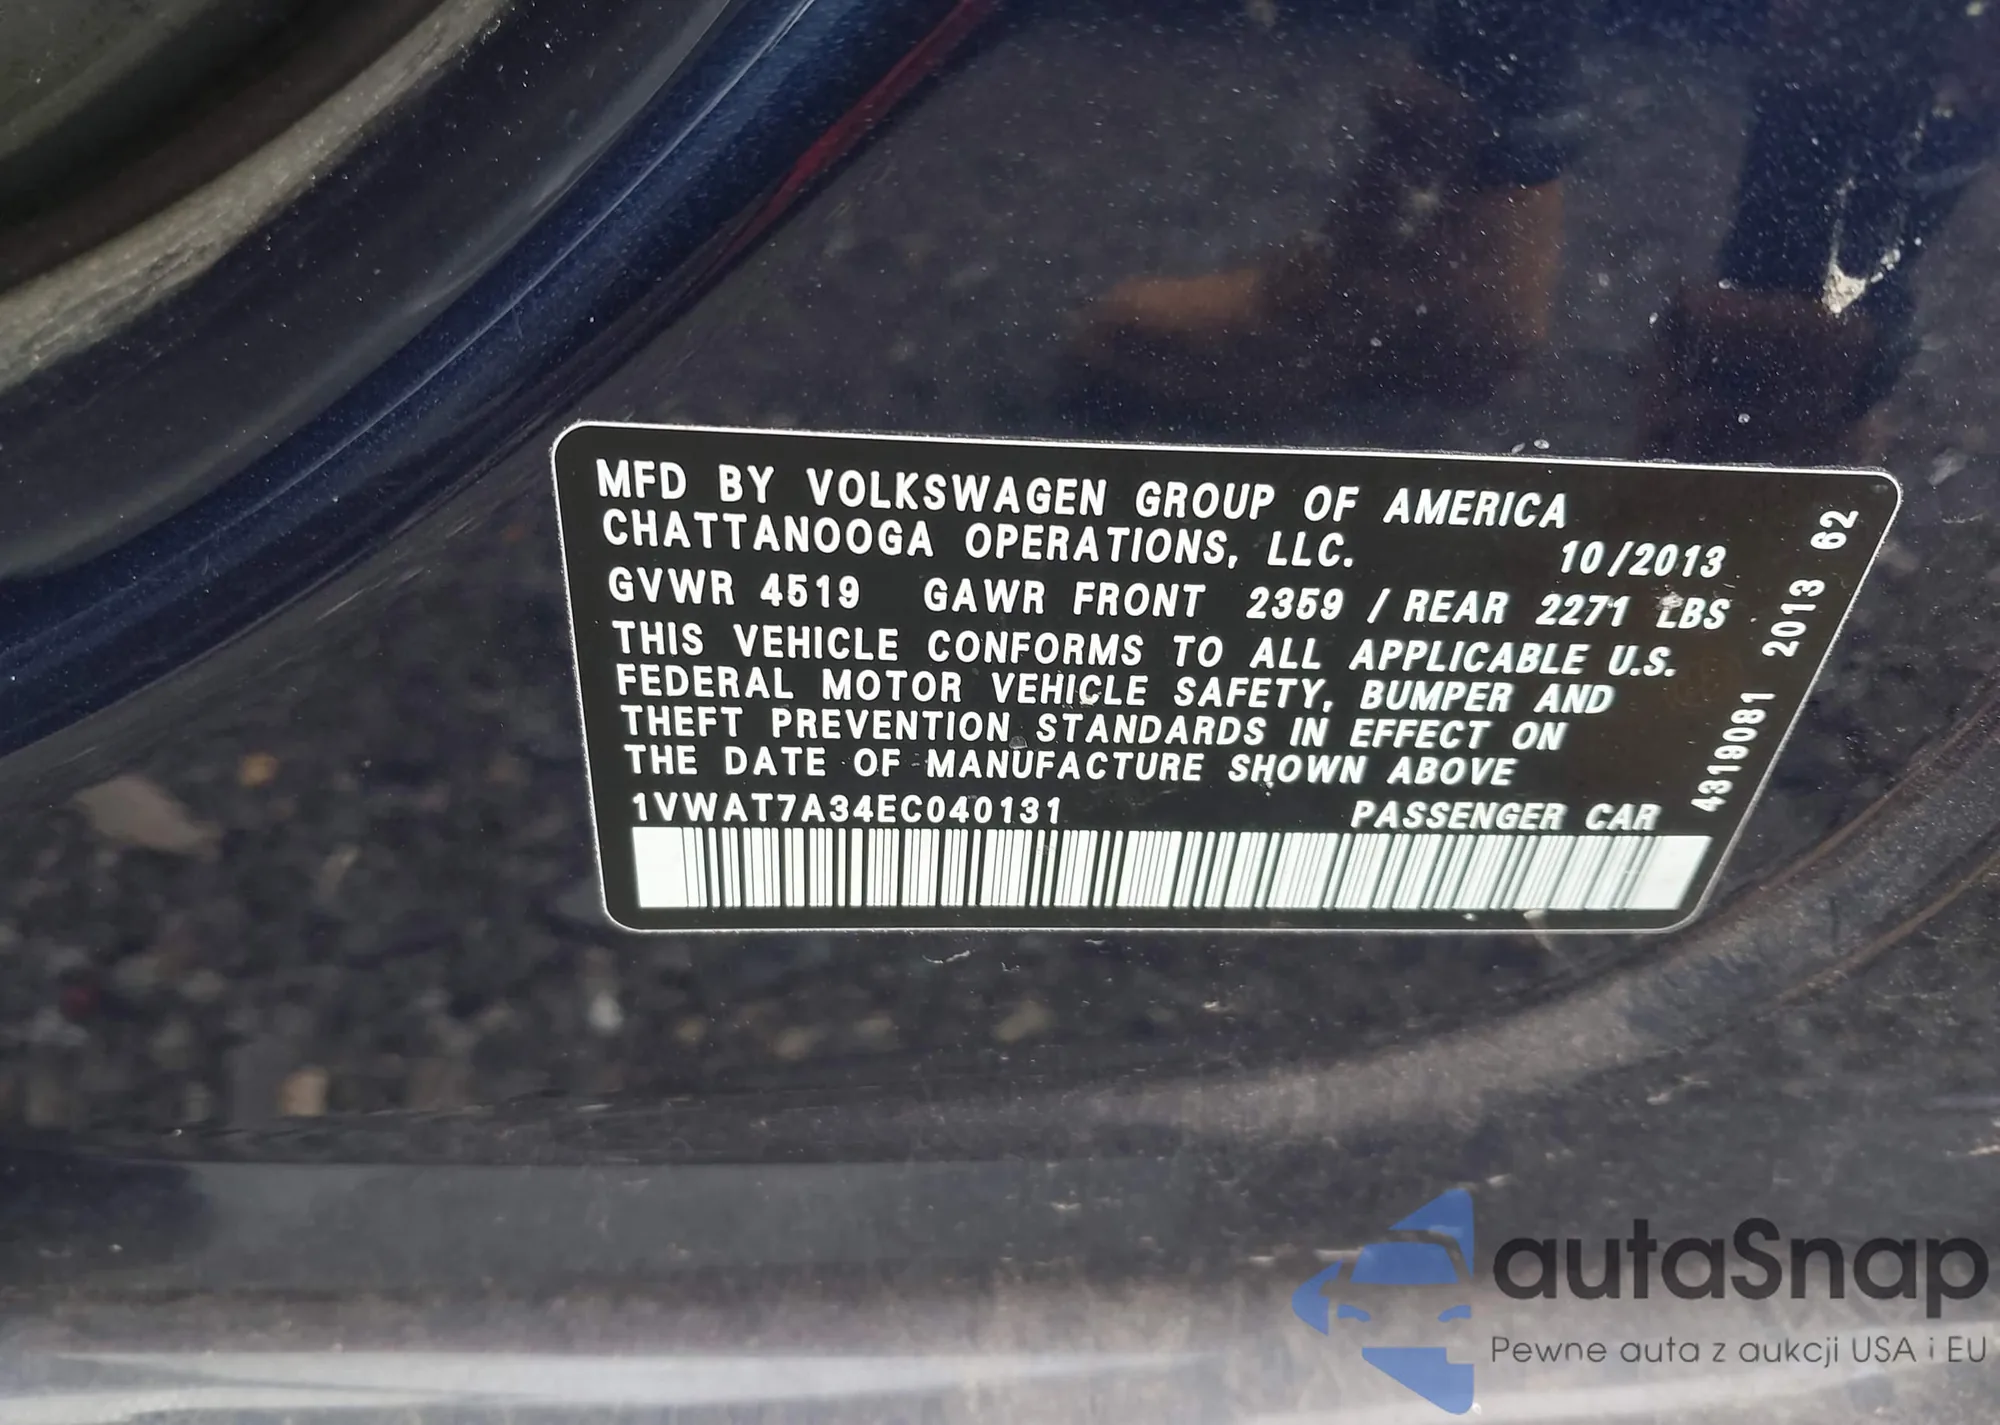 MFD BY VOLKSWAGEN GROUP OF AMERICA
CHATTANOOGA OPERATIONS, LLC. 10/2013
GVWR 4519 GAWR FRONT 2359 / REAR 2271 LBS
THIS VEHICLE CONFORMS TO ALL APPLICABLE U.S.
FEDERAL MOTOR VEHICLE SAFETY, BUMPER AND
THEFT PREVENTION STANDARDS IN EFFECT ON
THE DATE OF MANUFACTURE SHOWN ABOVE
1VWAT7A34EC040131 PASSENGER CAR
4319081 2013 62
autaSnap
Pewne auta z aukcji USA i EU